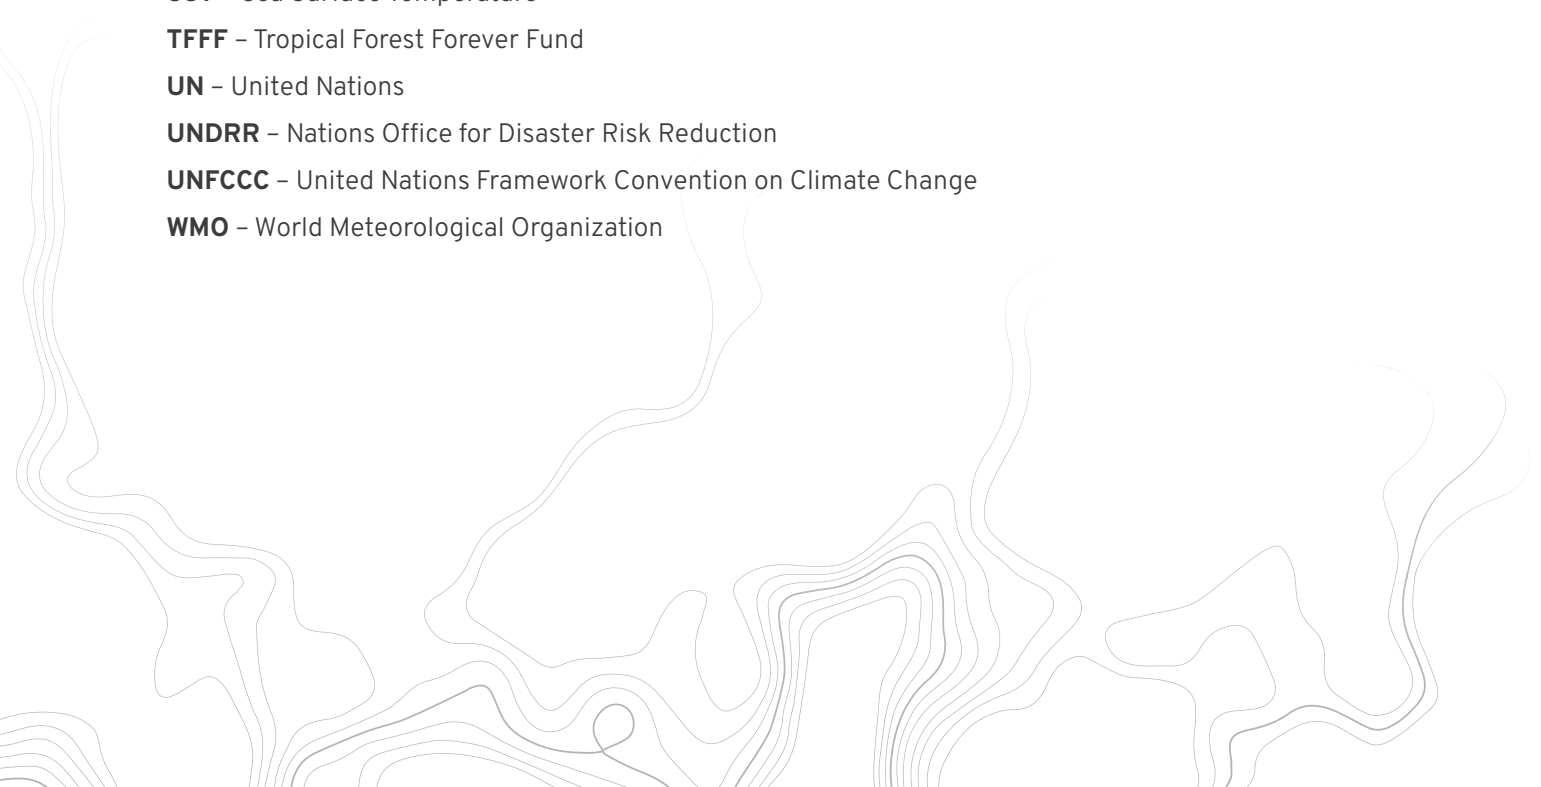 TFFF – Tropical Forest Forever Fund
UN – United Nations
UNDRR – Nations Office for Disaster Risk Reduction
UNFCCC – United Nations Framework Convention on Climate Change
WMO – World Meteorological Organization